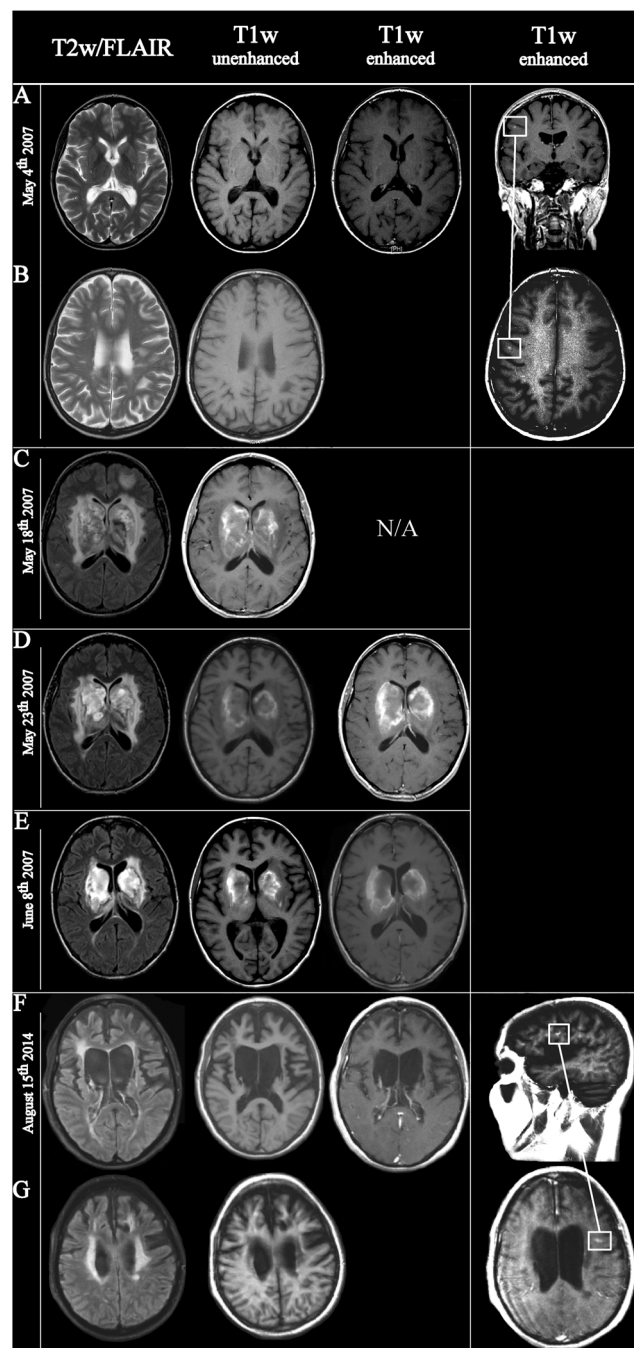 T2w/FLAIR
T1w
unenhanced
T1w
enhanced
T1w
enhanced
A
May 4th 2007
B
C
May 18th 2007
N/A
D
May 23th 2007
E
June 8th 2007
F
August 15th 2014
G